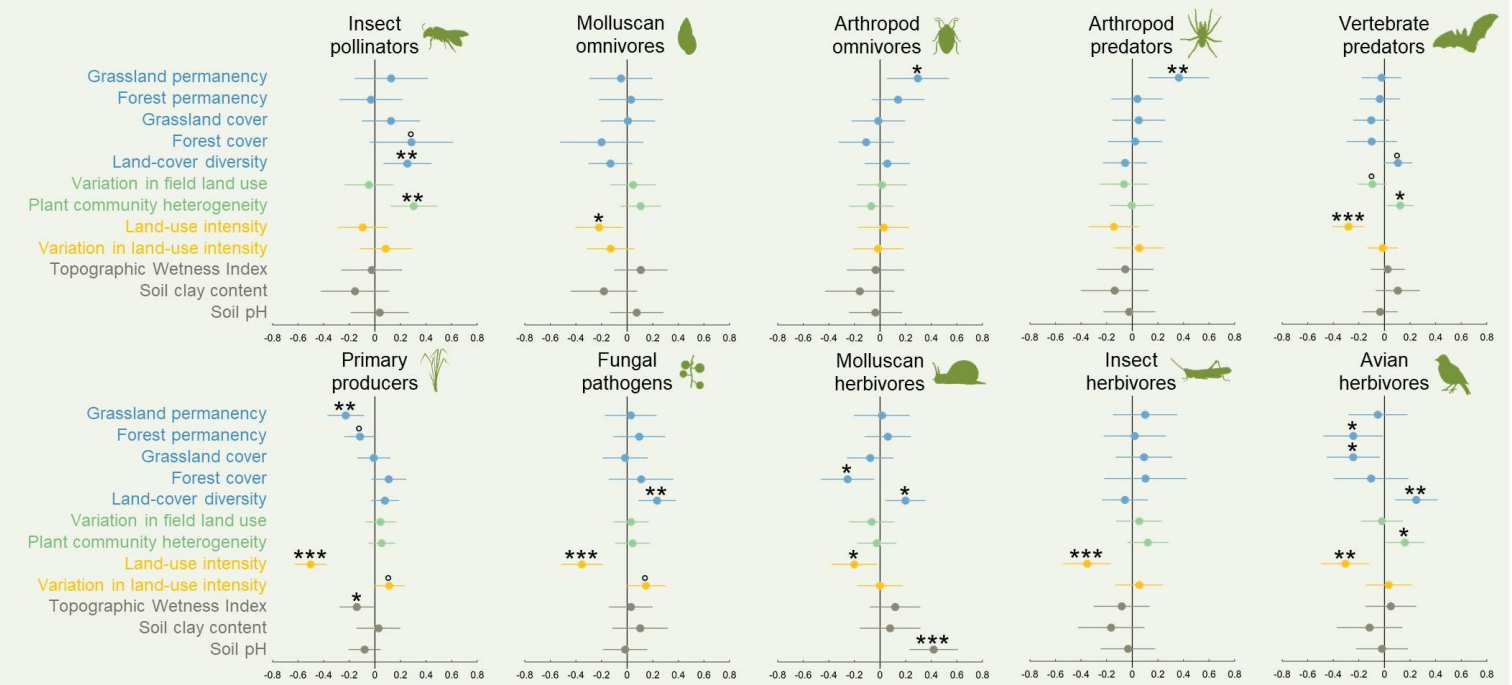 Insect
pollinators
Molluscan
omnivores
Arthropod
omnivores
Arthropod
predators
Vertebrate
predators
Grassland permanency * **
Forest permanency
Grassland cover
Forest cover °
Land-cover diversity ** °
Variation in field land use °
Plant community heterogeneity ** *
Land-use intensity * ***
Variation in land-use intensity
Topographic Wetness Index
Soil clay content
Soil pH
-0.8 -0.6 -0.4 -0.2 0 0.2 0.4 0.6 0.8 -0.8 -0.6 -0.4 -0.2 0 0.2 0.4 0.6 0.8 -0.8 -0.6 -0.4 -0.2 0 0.2 0.4 0.6 0.8 -0.8 -0.6 -0.4 -0.2 0 0.2 0.4 0.6 0.8 -0.8 -0.6 -0.4 -0.2 0 0.2 0.4 0.6 0.8
Primary
producers
Fungal
pathogens
Molluscan
herbivores
Insect
herbivores
Avian
herbivores
Grassland permanency **
Forest permanency ° *
Grassland cover *
Forest cover *
Land-cover diversity ** * **
Variation in field land use
Plant community heterogeneity *
Land-use intensity *** *** * *** **
Variation in land-use intensity ° °
Topographic Wetness Index *
Soil clay content
Soil pH ***
-0.8 -0.6 -0.4 -0.2 0 0.2 0.4 0.6 0.8 -0.8 -0.6 -0.4 -0.2 0 0.2 0.4 0.6 0.8 -0.8 -0.6 -0.4 -0.2 0 0.2 0.4 0.6 0.8 -0.8 -0.6 -0.4 -0.2 0 0.2 0.4 0.6 0.8 -0.8 -0.6 -0.4 -0.2 0 0.2 0.4 0.6 0.8